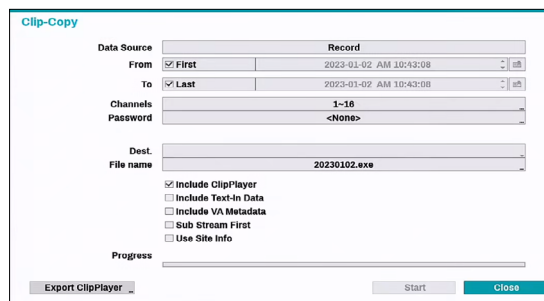 Clip-Copy
Data Source Record
From First 2023-01-02 AM 10:43:08
To Last 2023-01-02 AM 10:43:08
Channels 1~16
Password <None>
Dest.
File name 20230102.exe
Include ClipPlayer
Include Text-In Data
Include VA Metadata
Sub Stream First
Use Site Info
Progress
Export ClipPlayer Start Close